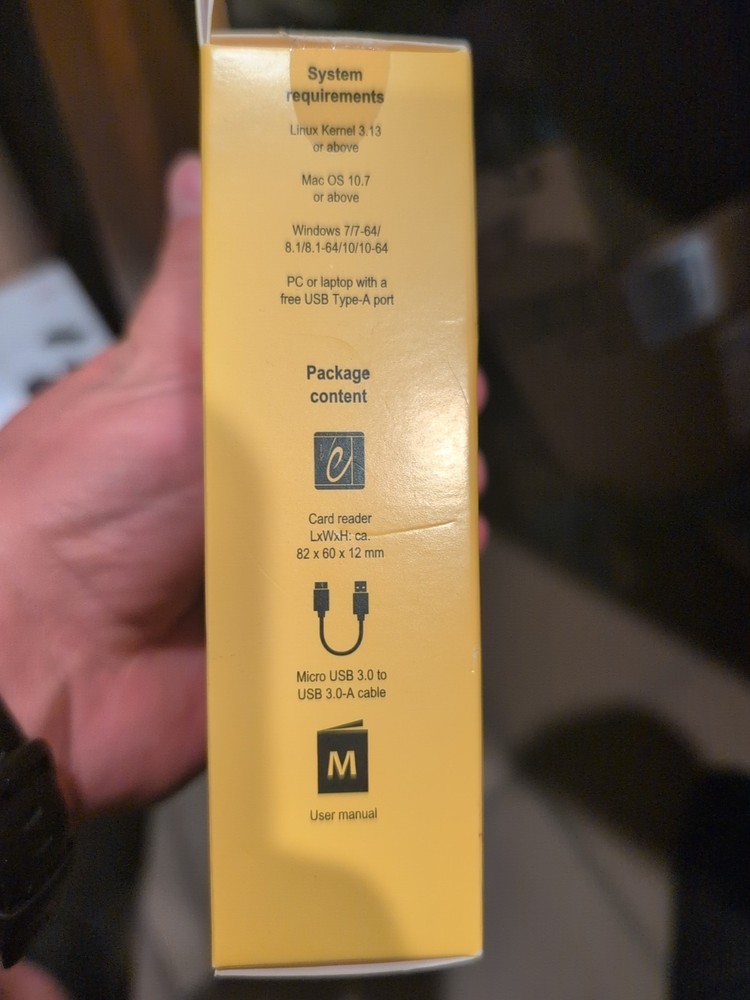 System
requirements
Linux Kernel 3.13
or above
Mac OS 10.7
or above
Windows 7/7-64/
8.1/8.1-64/10/10-64
PC or laptop with a
free USB Type-A port
Package
content
Card reader
LxWxH: ca.
82 x 60 x 12 mm
Micro USB 3.0 to
USB 3.0-A cable
M
User manual